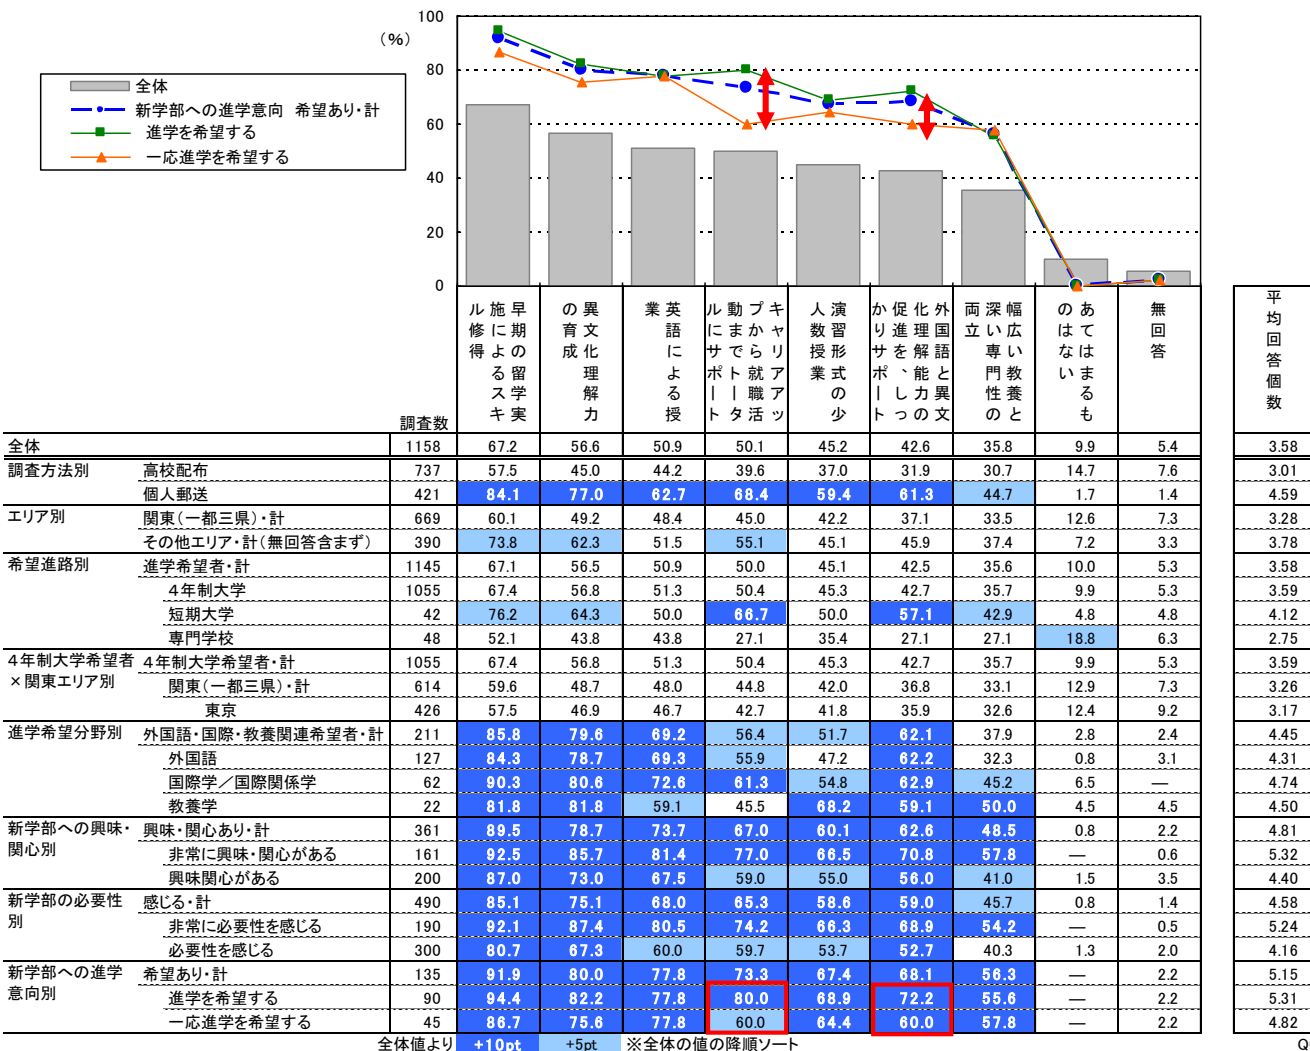 100
(%)
80
60
40
20
0
全体
新学部への進学意向 希望あり・計
進学を希望する
一応進学を希望する
早期の留学実施によるスキル修得
異文化理解力の育成
英語による授業
キャリアアップから就職活動までトータルにサポート
演習形式の少人数授業
外国語と異文化理解能力の促進を、しっかりサポート
幅広い教養と深い専門性の両立
あてはまるものはない
無回答
平均回答個数
調査数
全体 1158 67.2 56.6 50.9 50.1 45.2 42.6 35.8 9.9 5.4 3.58
調査方法別 高校配布 737 57.5 45.0 44.2 39.6 37.0 31.9 30.7 14.7 7.6 3.01
個人郵送 421 84.1 77.0 62.7 68.4 59.4 61.3 44.7 1.7 1.4 4.59
エリア別 関東(一都三県)・計 669 60.1 49.2 48.4 45.0 42.2 37.1 33.5 12.6 7.3 3.28
その他エリア・計(無回答含まず) 390 73.8 62.3 51.5 55.1 45.1 45.9 37.4 7.2 3.3 3.78
希望進路別 進学希望者・計 1145 67.1 56.5 50.9 50.0 45.1 42.5 35.6 10.0 5.3 3.58
4年制大学 1055 67.4 56.8 51.3 50.4 45.3 42.7 35.7 9.9 5.3 3.59
短期大学 42 76.2 64.3 50.0 66.7 50.0 57.1 42.9 4.8 4.8 4.12
専門学校 48 52.1 43.8 43.8 27.1 35.4 27.1 27.1 18.8 6.3 2.75
4年制大学希望者×関東エリア別 4年制大学希望者・計 1055 67.4 56.8 51.3 50.4 45.3 42.7 35.7 9.9 5.3 3.59
関東(一都三県)・計 614 59.6 48.7 48.0 44.8 42.0 36.8 33.1 12.9 7.3 3.26
東京 426 57.5 46.9 46.7 42.7 41.8 35.9 32.6 12.4 9.2 3.17
進学希望分野別 外国語・国際・教養関連希望者・計 211 85.8 79.6 69.2 56.4 51.7 62.1 37.9 2.8 2.4 4.45
外国語 127 84.3 78.7 69.3 55.9 47.2 62.2 32.3 0.8 3.1 4.31
国際学/国際関係学 62 90.3 80.6 72.6 61.3 54.8 62.9 45.2 6.5 — 4.74
教養学 22 81.8 81.8 59.1 45.5 68.2 59.1 50.0 4.5 4.5 4.50
新学部への興味・関心別 興味・関心あり・計 361 89.5 78.7 73.7 67.0 60.1 62.6 48.5 0.8 2.2 4.81
非常に興味・関心がある 161 92.5 85.7 81.4 77.0 66.5 70.8 57.8 — 0.6 5.32
興味関心がある 200 87.0 73.0 67.5 59.0 55.0 56.0 41.0 1.5 3.5 4.40
新学部の必要性別 感じる・計 490 85.1 75.1 68.0 65.3 58.6 59.0 45.7 0.8 1.4 4.58
非常に必要性を感じる 190 92.1 87.4 80.5 74.2 66.3 68.9 54.2 — 0.5 5.24
必要性を感じる 300 80.7 67.3 60.0 59.7 53.7 52.7 40.3 1.3 2.0 4.16
新学部への進学意向別 希望あり・計 135 91.9 80.0 77.8 73.3 67.4 68.1 56.3 — 2.2 5.15
進学を希望する 90 94.4 82.2 77.8 80.0 68.9 72.2 55.6 — 2.2 5.31
一応進学を希望する 45 86.7 75.6 77.8 60.0 64.4 60.0 57.8 — 2.2 4.82
全体値より +10pt +5pt ※全体の値の降順ソート Q